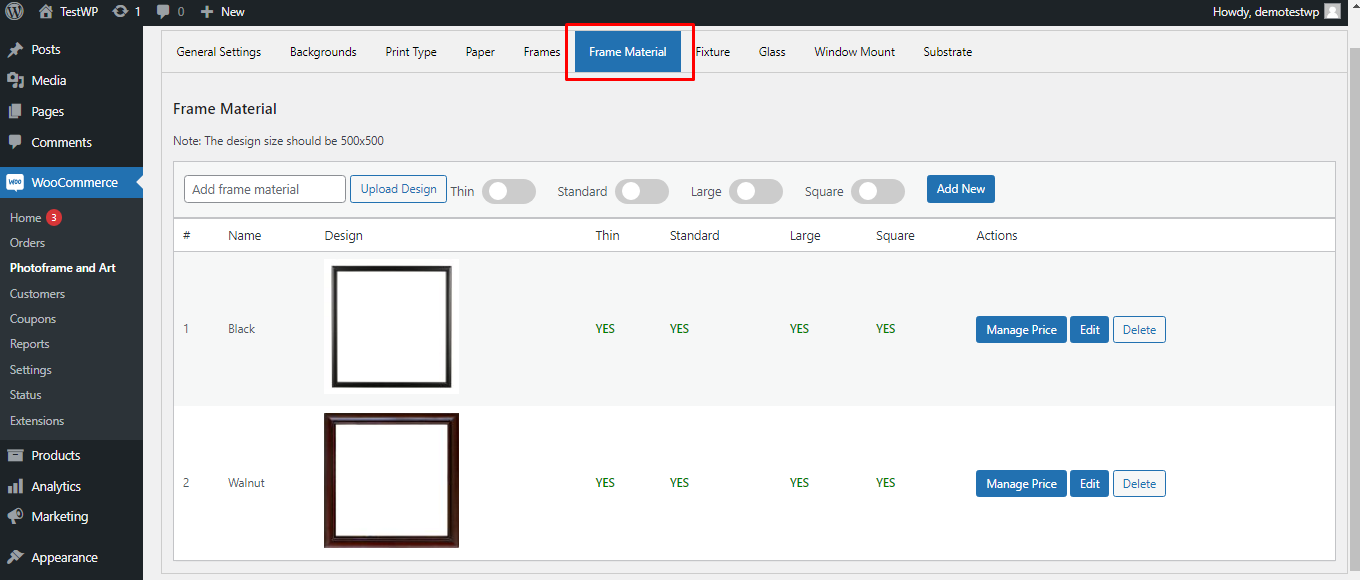 TestWP 1 0 New Howdy, demotestwp
Posts
Media
Pages
Comments
WooCommerce
Home 3
Orders
Photoframe and Art
Customers
Coupons
Reports
Settings
Status
Extensions
Products
Analytics
Marketing
Appearance
General Settings Backgrounds Print Type Paper Frames Frame Material Fixture Glass Window Mount Substrate
Frame Material
Note: The design size should be 500x500
Add frame material Upload Design Thin Standard Large Square Add New
# Name Design Thin Standard Large Square Actions
1 Black YES YES YES YES Manage Price Edit Delete
2 Walnut YES YES YES YES Manage Price Edit Delete